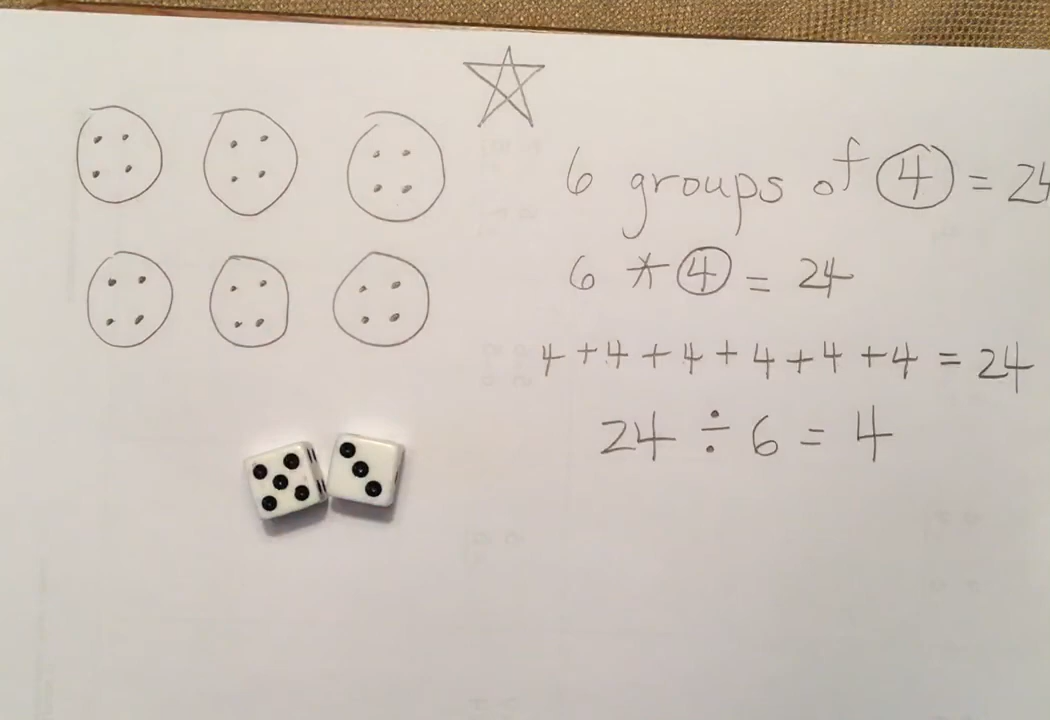 6 groups of 4 = 24
6 * 4 = 24
4 + 4 + 4 + 4 + 4 + 4 = 24
24 ÷ 6 = 4